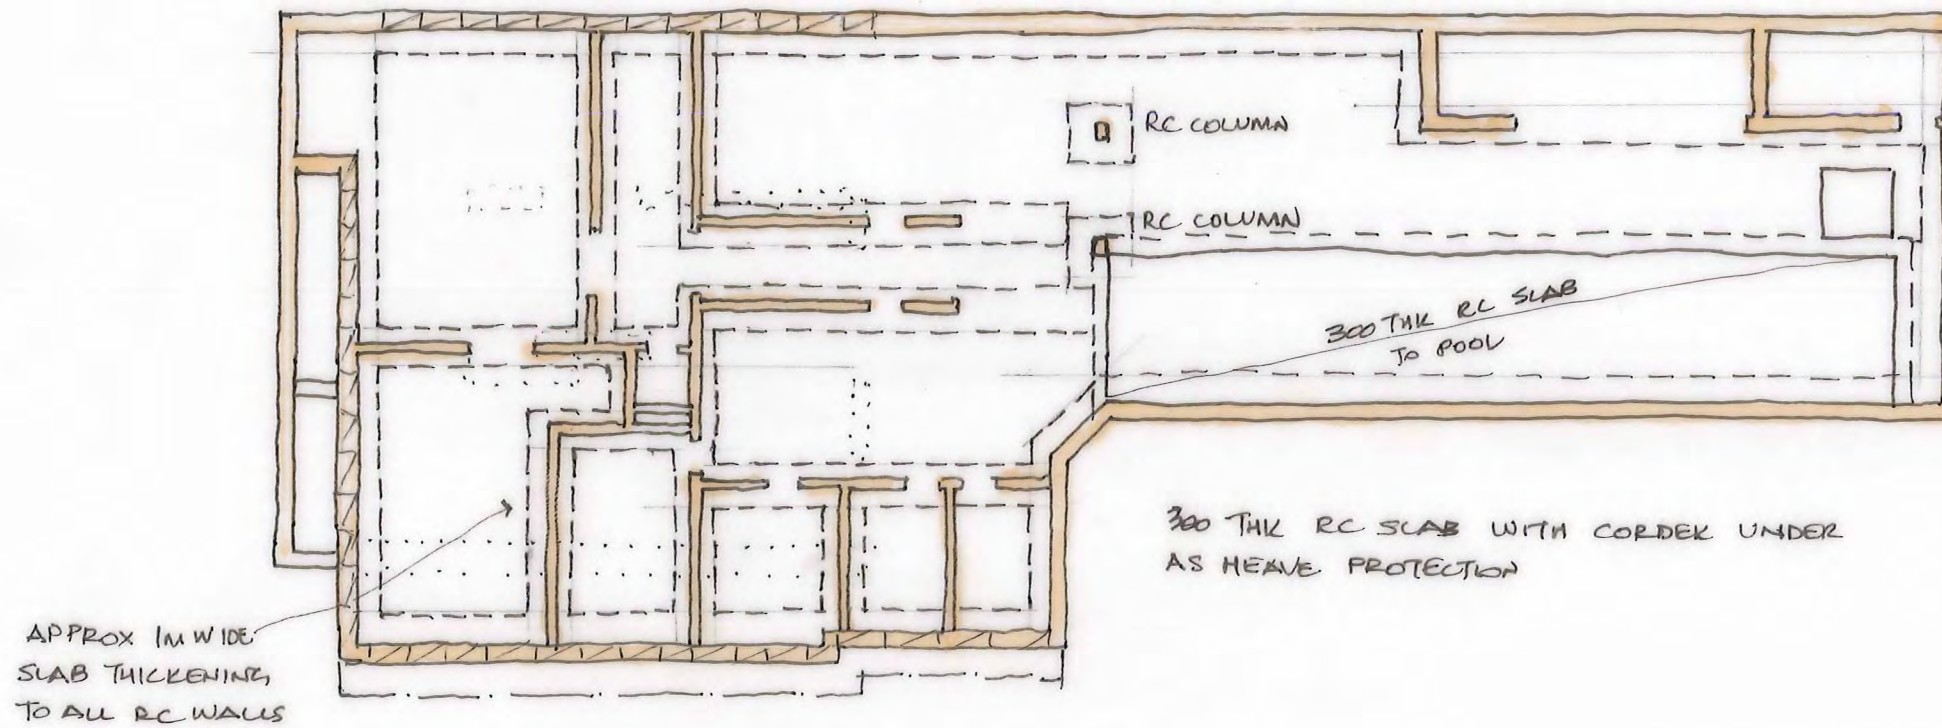 RC COLUMN
RC COLUMN
300 THK RC SLAB
TO POOL
300 THK RC SLAB WITH CORDEK UNDER
AS HEAVE PROTECTION
APPROX 1M WIDE
SLAB THICKENING
TO ALL RC WALLS